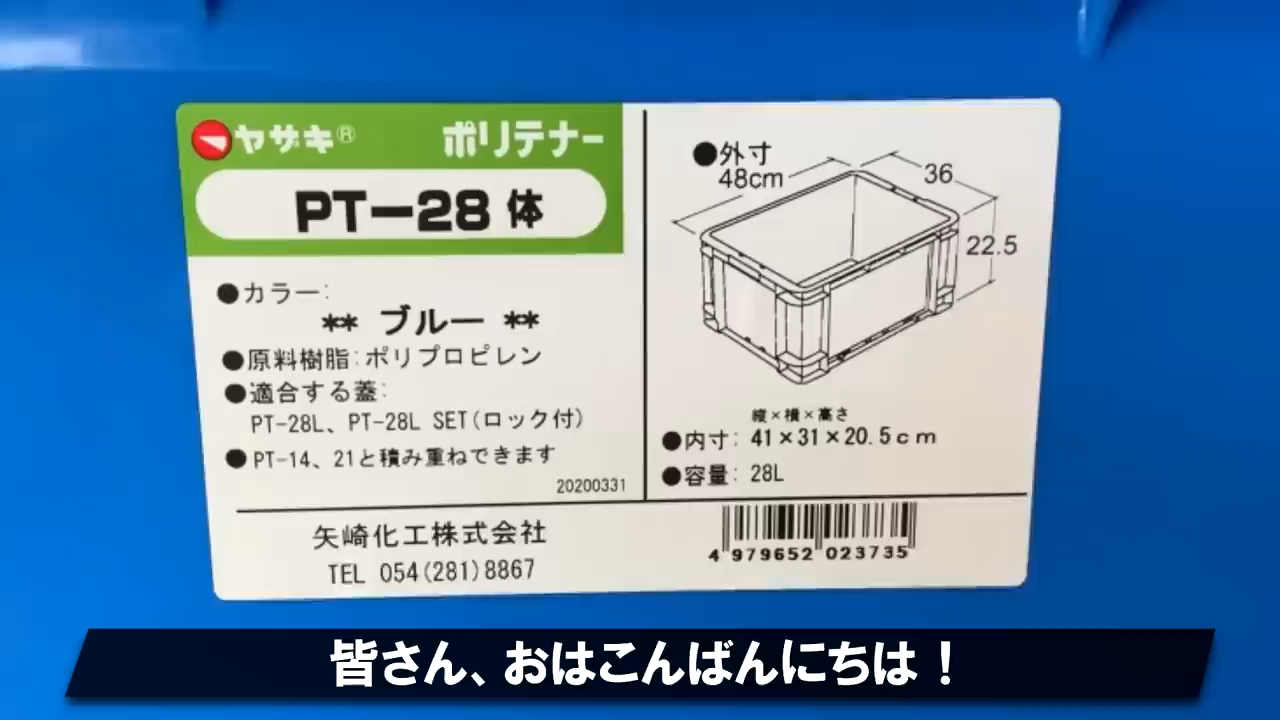 ヤザキ® ポリテナー
PT-28 体
●カラー:
** ブルー **
●原料樹脂:ポリプロピレン
●適合する蓋:
PT-28L、PT-28L SET(ロック付)
●PT-14、21と積み重ねできます
20200331
●外寸
48cm
36
22.5
縦×横×高さ
●内寸: 41×31×20.5cm
●容量: 28L
矢崎化工株式会社
TEL 054(281)8867
4 979652 023735
皆さん、おはこんばんにちは!